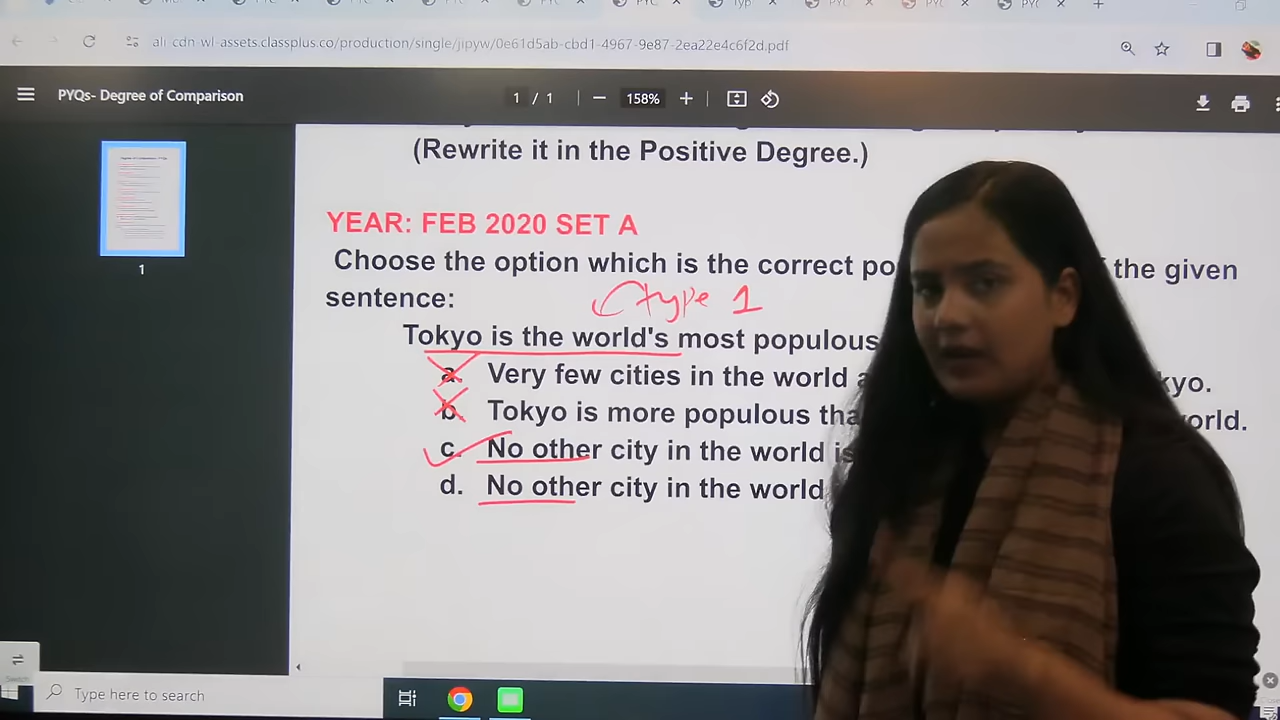 ali cdn wl assets.classplus.co/production/single/jipyw/0e61d5ab-cbd1-4967-9e87-2ea22e4c6f2d.pdf
PYQs- Degree of Comparison
1 / 1
158%
(Rewrite it in the Positive Degree.)
YEAR: FEB 2020 SET A
Choose the option which is the correct the given
sentence:
type 1
Tokyo is the world's most populous
a. Very few cities in the world
b. Tokyo is more populous
c. No other city in the world is
d. No other city in the world
1
Type here to search